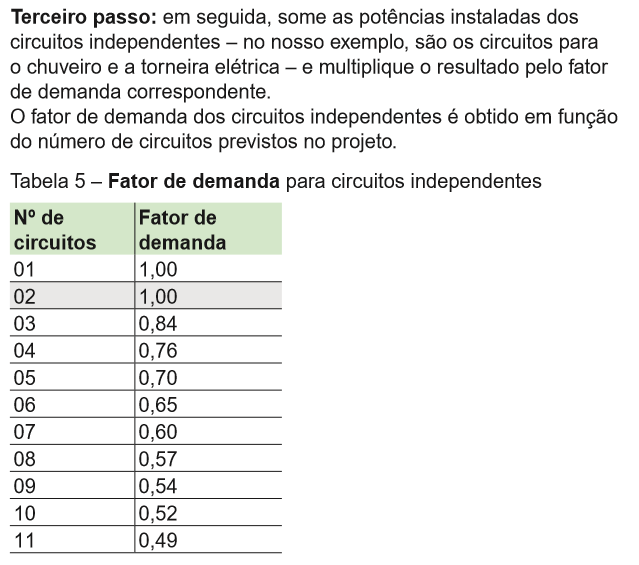 Terceiro passo: em seguida, some as potências instaladas dos
circuitos independentes – no nosso exemplo, são os circuitos para
o chuveiro e a torneira elétrica – e multiplique o resultado pelo fator
de demanda correspondente.
O fator de demanda dos circuitos independentes é obtido em função
do número de circuitos previstos no projeto.
Tabela 5 – Fator de demanda para circuitos independentes
Nº de circuitos Fator de demanda
01 1,00
02 1,00
03 0,84
04 0,76
05 0,70
06 0,65
07 0,60
08 0,57
09 0,54
10 0,52
11 0,49